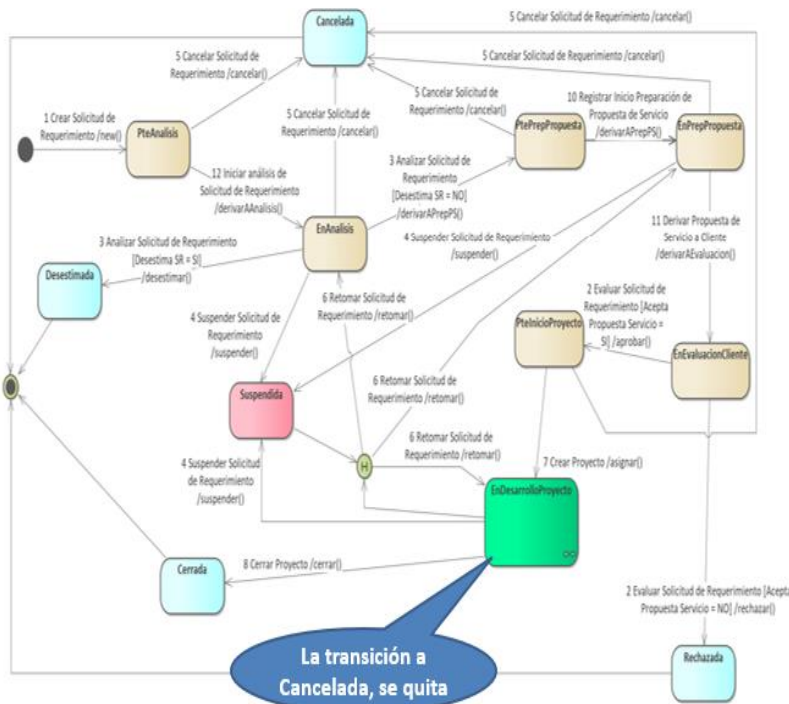 Cancelada
5 Cancelar Solicitud de Requerimiento /cancelar()
5 Cancelar Solicitud de Requerimiento /cancelar()
5 Cancelar Solicitud de
Requerimiento /cancelar()
5 Cancelar Solicitud de
Requerimiento /cancelar()
5 Cancelar Solicitud de
Requerimiento /cancelar()
10 Registrar Inicio Preparación de
Propuesta de Servicio
/derivarAPrepPS()
1 Crear Solicitud de
Requerimiento /new()
PteAnalisis
PtePrepPropuesta
EnPrepPropuesta
12 Iniciar análisis de
Solicitud de Requerimiento
/derivarAAnalisis()
3 Analizar Solicitud de
Requerimiento
[Desestima SR = NO]
/derivarAPrepPS()
EnAnalisis
11 Derivar Propuesta de
Servicio a Cliente
/derivarAEvaluacion()
3 Analizar Solicitud de Requerimiento
[Desestima SR = SI]
/desestimar()
4 Suspender Solicitud de Requerimiento
/suspender()
Desestimada
2 Evaluar Solicitud de
Requerimiento [Acepta
Propuesta Servicio =
SI] /aprobar()
6 Retomar Solicitud de
Requerimiento /retomar()
4 Suspender Solicitud de
Requerimiento
/suspender()
PteInicioProyecto
EnEvaluacionCliente
Suspendida
6 Retomar Solicitud de
Requerimiento /retomar()
6 Retomar Solicitud de
Requerimiento /retomar()
H
4 Suspender Solicitud
de Requerimiento
/suspender()
7 Crear Proyecto /asignar()
EnDesarrolloProyecto
Cerrada
8 Cerrar Proyecto /cerrar()
2 Evaluar Solicitud de Requerimiento [Acepta
Propuesta Servicio = NO] /rechazar()
Rechazada
La transición a
Cancelada, se quita